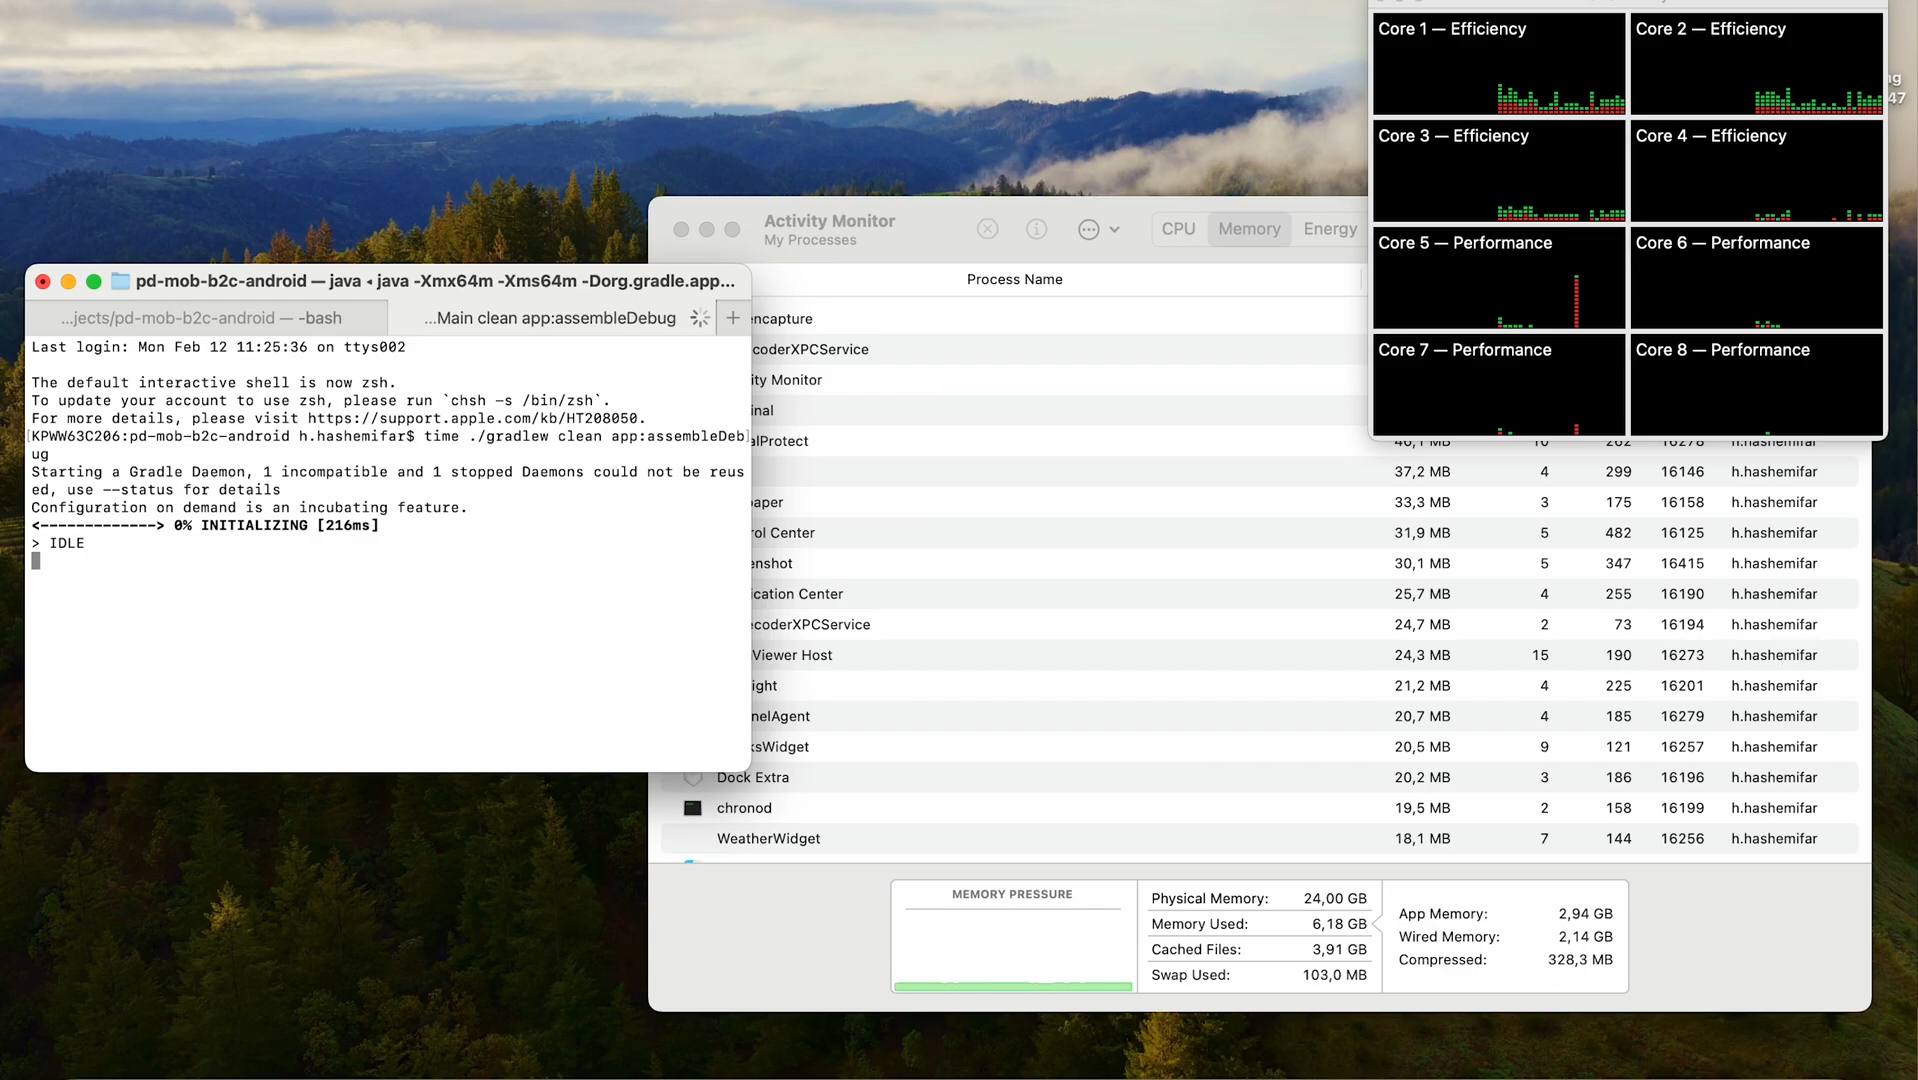 pd-mob-b2c-android — java ◂ java -Xmx64m -Xms64m -Dorg.gradle.app...
...jects/pd-mob-b2c-android — -bash
...Main clean app:assembleDebug
+
Last login: Mon Feb 12 11:25:36 on ttys002
The default interactive shell is now zsh.
To update your account to use zsh, please run `chsh -s /bin/zsh`.
For more details, please visit https://support.apple.com/kb/HT208050.
[KPWW63C206:pd-mob-b2c-android h.hashemifar$ time ./gradlew clean app:assembleDeb]
ug
Starting a Gradle Daemon, 1 incompatible and 1 stopped Daemons could not be reus
ed, use --status for details
Configuration on demand is an incubating feature.
<-------------> 0% INITIALIZING [216ms]
> IDLE
Activity Monitor
My Processes
CPU
Memory
Energy
Process Name
encapture
coderXPCService
ity Monitor
inal
alProtect 46,1 MB 10 262 16278 h.hashemifar
37,2 MB 4 299 16146 h.hashemifar
aper 33,3 MB 3 175 16158 h.hashemifar
rol Center 31,9 MB 5 482 16125 h.hashemifar
enshot 30,1 MB 5 347 16415 h.hashemifar
ication Center 25,7 MB 4 255 16190 h.hashemifar
ecoderXPCService 24,7 MB 2 73 16194 h.hashemifar
Viewer Host 24,3 MB 15 190 16273 h.hashemifar
ight 21,2 MB 4 225 16201 h.hashemifar
nelAgent 20,7 MB 4 185 16279 h.hashemifar
ksWidget 20,5 MB 9 121 16257 h.hashemifar
Dock Extra 20,2 MB 3 186 16196 h.hashemifar
chronod 19,5 MB 2 158 16199 h.hashemifar
WeatherWidget 18,1 MB 7 144 16256 h.hashemifar
MEMORY PRESSURE
Physical Memory: 24,00 GB
Memory Used: 6,18 GB
Cached Files: 3,91 GB
Swap Used: 103,0 MB
App Memory: 2,94 GB
Wired Memory: 2,14 GB
Compressed: 328,3 MB
Core 1 — Efficiency
Core 2 — Efficiency
Core 3 — Efficiency
Core 4 — Efficiency
Core 5 — Performance
Core 6 — Performance
Core 7 — Performance
Core 8 — Performance
ng
47